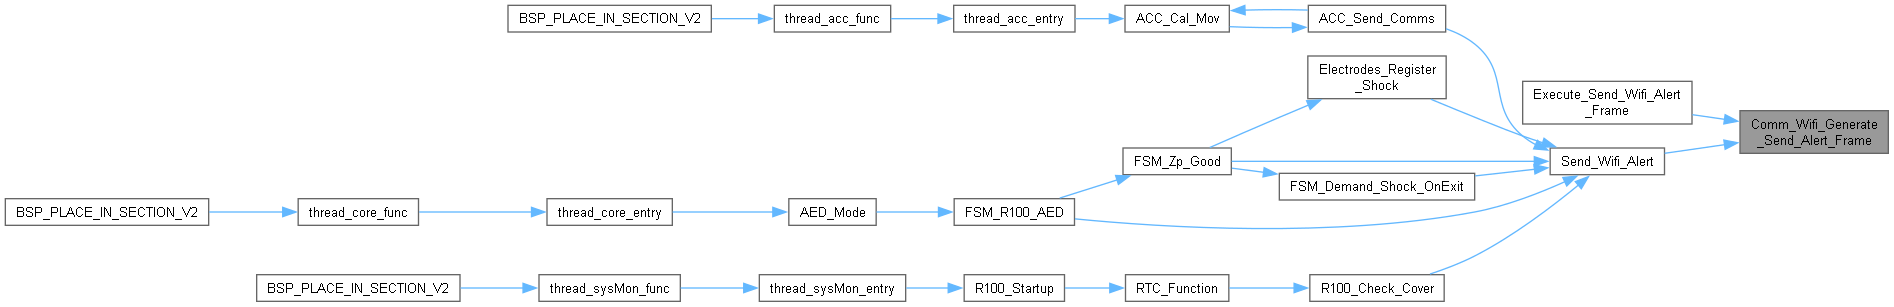 BSP_PLACE_IN_SECTION_V2
thread_acc_func
thread_acc_entry
ACC_Cal_Mov
ACC_Send_Comms
Electrodes_Register
_Shock
Execute_Send_Wifi_Alert
_Frame
Comm_Wifi_Generate
_Send_Alert_Frame
FSM_Zp_Good
Send_Wifi_Alert
FSM_Demand_Shock_OnExit
BSP_PLACE_IN_SECTION_V2
thread_core_func
thread_core_entry
AED_Mode
FSM_R100_AED
BSP_PLACE_IN_SECTION_V2
thread_sysMon_func
thread_sysMon_entry
R100_Startup
RTC_Function
R100_Check_Cover